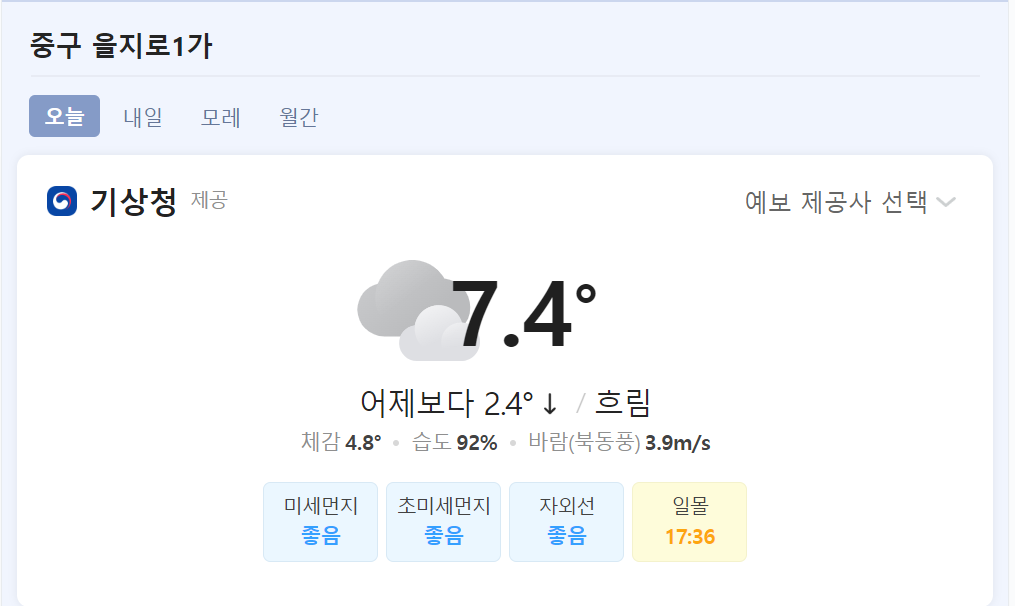 중구 을지로1가
오늘 내일 모레 월간
기상청 제공 예보 제공사 선택
7.4°
어제보다 2.4° ↓ / 흐림
체감 4.8° • 습도 92% • 바람(북동풍) 3.9m/s
미세먼지 초미세먼지 자외선 일몰
좋음 좋음 좋음 17:36